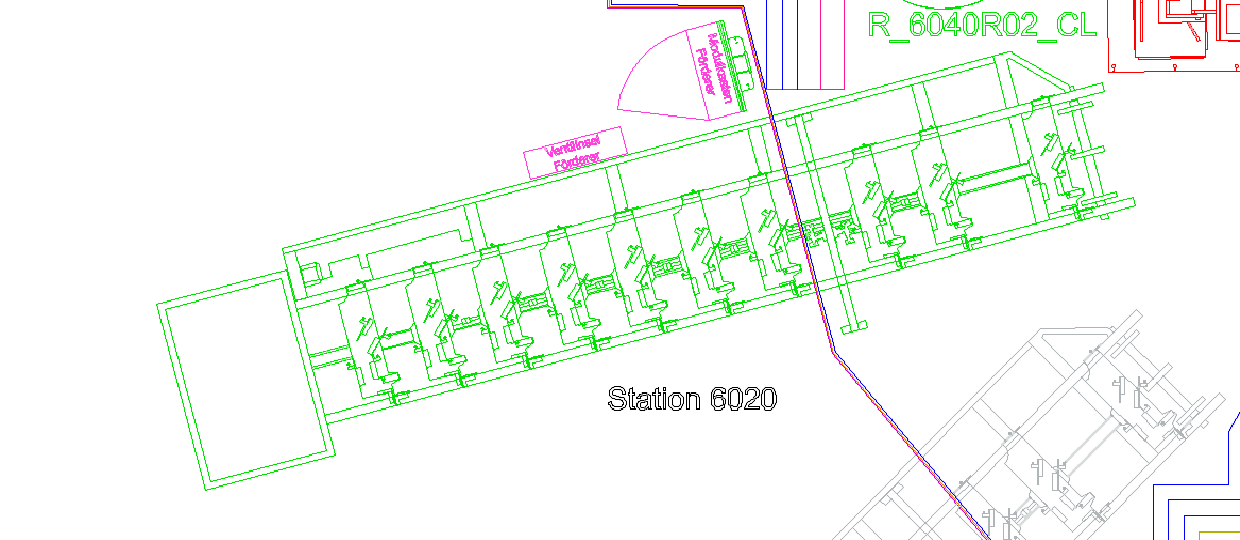 R_6040R02_CL
Modulkasten
Förderer
Ventilinsel
Förderer
Station 6020